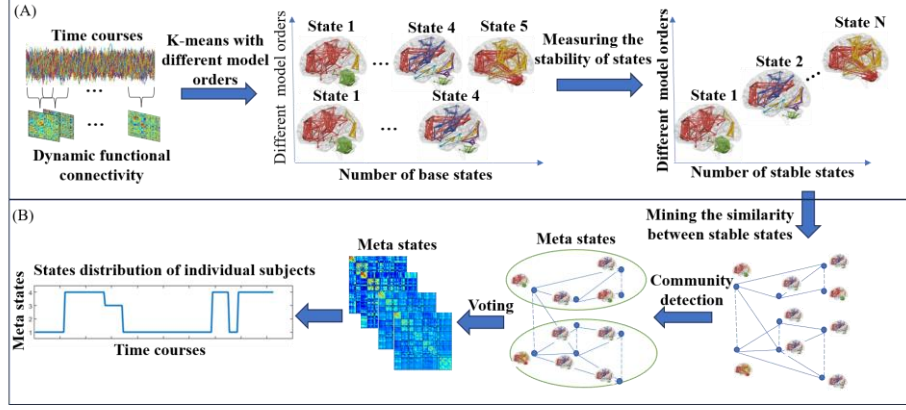 (A)
Time courses
...
Dynamic functional
connectivity
K-means with
different model
orders
Different model orders
State 1
State 4
State 5
...
State 1
State 4
...
Number of base states
Measuring the
stability of states
Different model orders
State 1
State 2
...
State N
Number of stable states
Mining the similarity
between stable states
(B)
States distribution of individual subjects
Meta states
4
3
2
1
Time courses
Meta states
Voting
Meta states
Community
detection